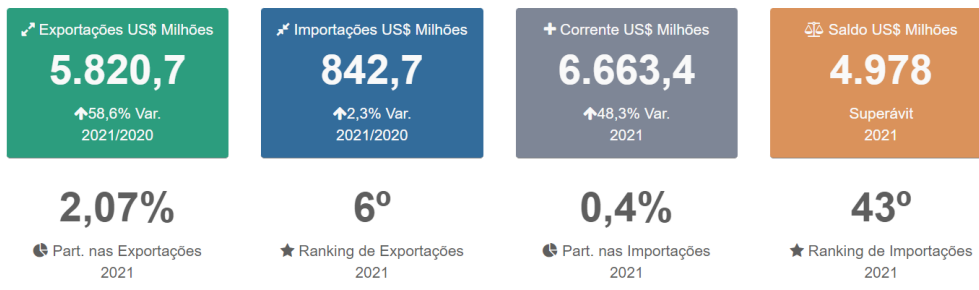 Exportações US$ Milhões
5.820,7
58,6% Var.
2021/2020
Importações US$ Milhões
842,7
2,3% Var.
2021/2020
Corrente US$ Milhões
6.663,4
48,3% Var.
2021
Saldo US$ Milhões
4.978
Superávit
2021
2,07%
Part. nas Exportações
2021
6º
Ranking de Exportações
2021
0,4%
Part. nas Importações
2021
43º
Ranking de Importações
2021